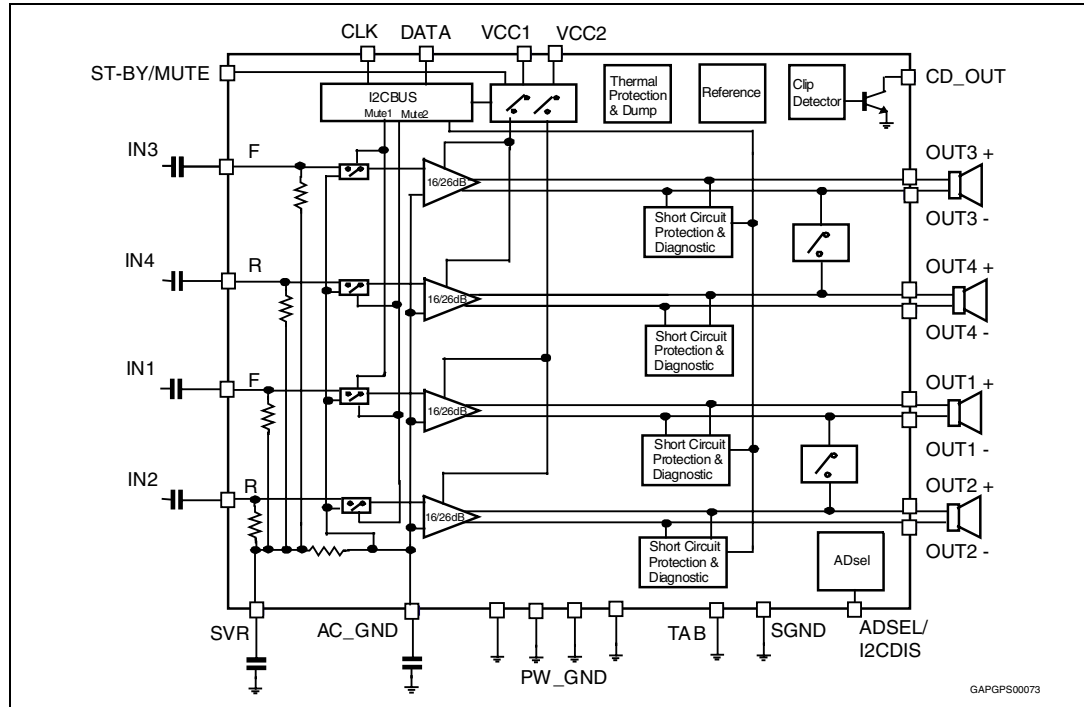 CLK
DATA
VCC1
VCC2
ST-BY/MUTE
I2CBUS
Mute1
Mute2
Thermal
Protection
& Dump
Reference
Clip
Detector
CD_OUT
IN3
F
16/26dB
OUT3 +
OUT3 -
Short Circuit
Protection &
Diagnostic
IN4
R
16/26dB
OUT4 +
OUT4 -
Short Circuit
Protection &
Diagnostic
IN1
F
16/26dB
OUT1 +
OUT1 -
Short Circuit
Protection &
Diagnostic
IN2
R
16/26dB
OUT2 +
OUT2 -
Short Circuit
Protection &
Diagnostic
ADsel
SVR
AC_GND
PW_GND
TAB
SGND
ADSEL/
I2CDIS
GAPGPS00073